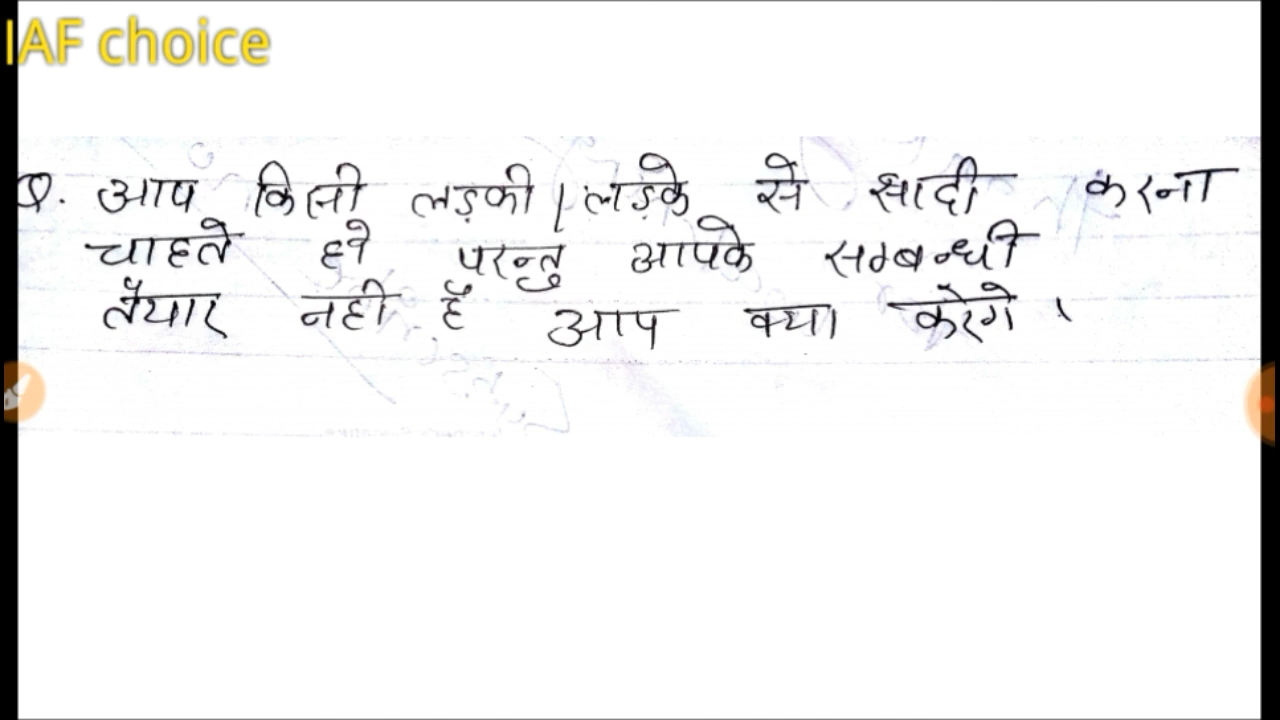 IAF choice
Q. आप किसी लड़की / लड़के से शादी करना
चाहते हो परन्तु आपके सम्बन्धी
तैयार नही है आप क्या करेगे ।